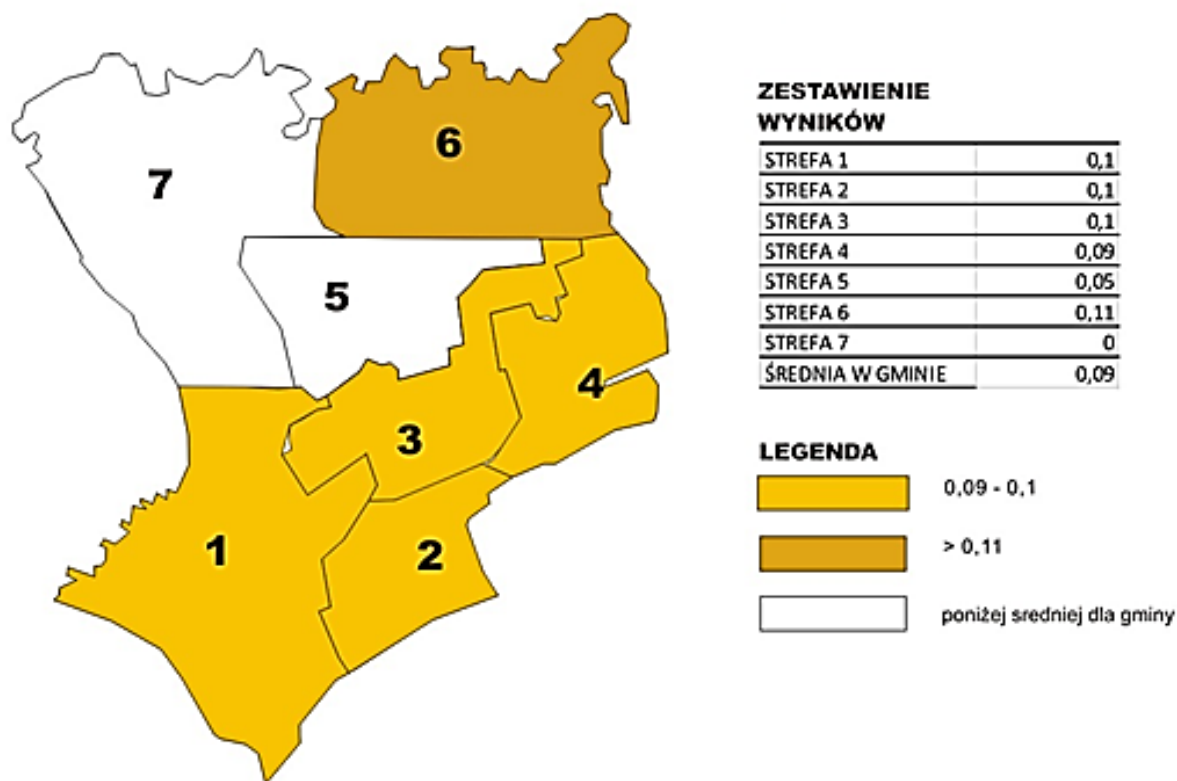 7
6
5
4
3
1
2
ZESTAWIENIE
WYNIKÓW
STREFA 1 0,1
STREFA 2 0,1
STREFA 3 0,1
STREFA 4 0,09
STREFA 5 0,05
STREFA 6 0,11
STREFA 7 0
ŚREDNIA W GMINIE 0,09
LEGENDA
0,09 - 0,1
> 0,11
poniżej sredniej dla gminy